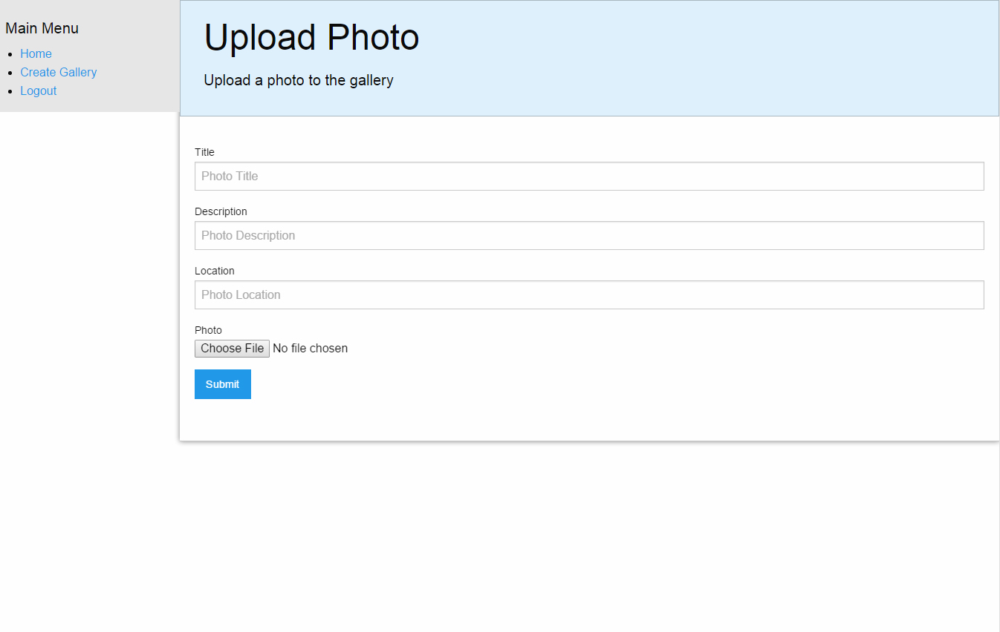 Main Menu
Home
Create Gallery
Logout
Upload Photo
Upload a photo to the gallery
Title
Photo Title
Description
Photo Description
Location
Photo Location
Photo
Choose File No file chosen
Submit